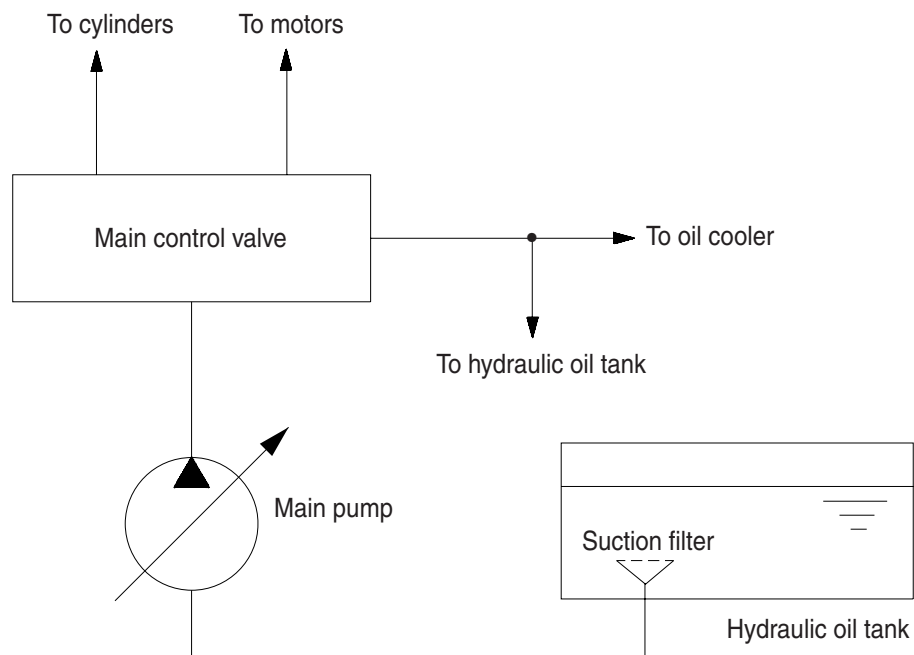 To cylinders
To motors
Main control valve
To oil cooler
To hydraulic oil tank
Main pump
Suction filter
Hydraulic oil tank